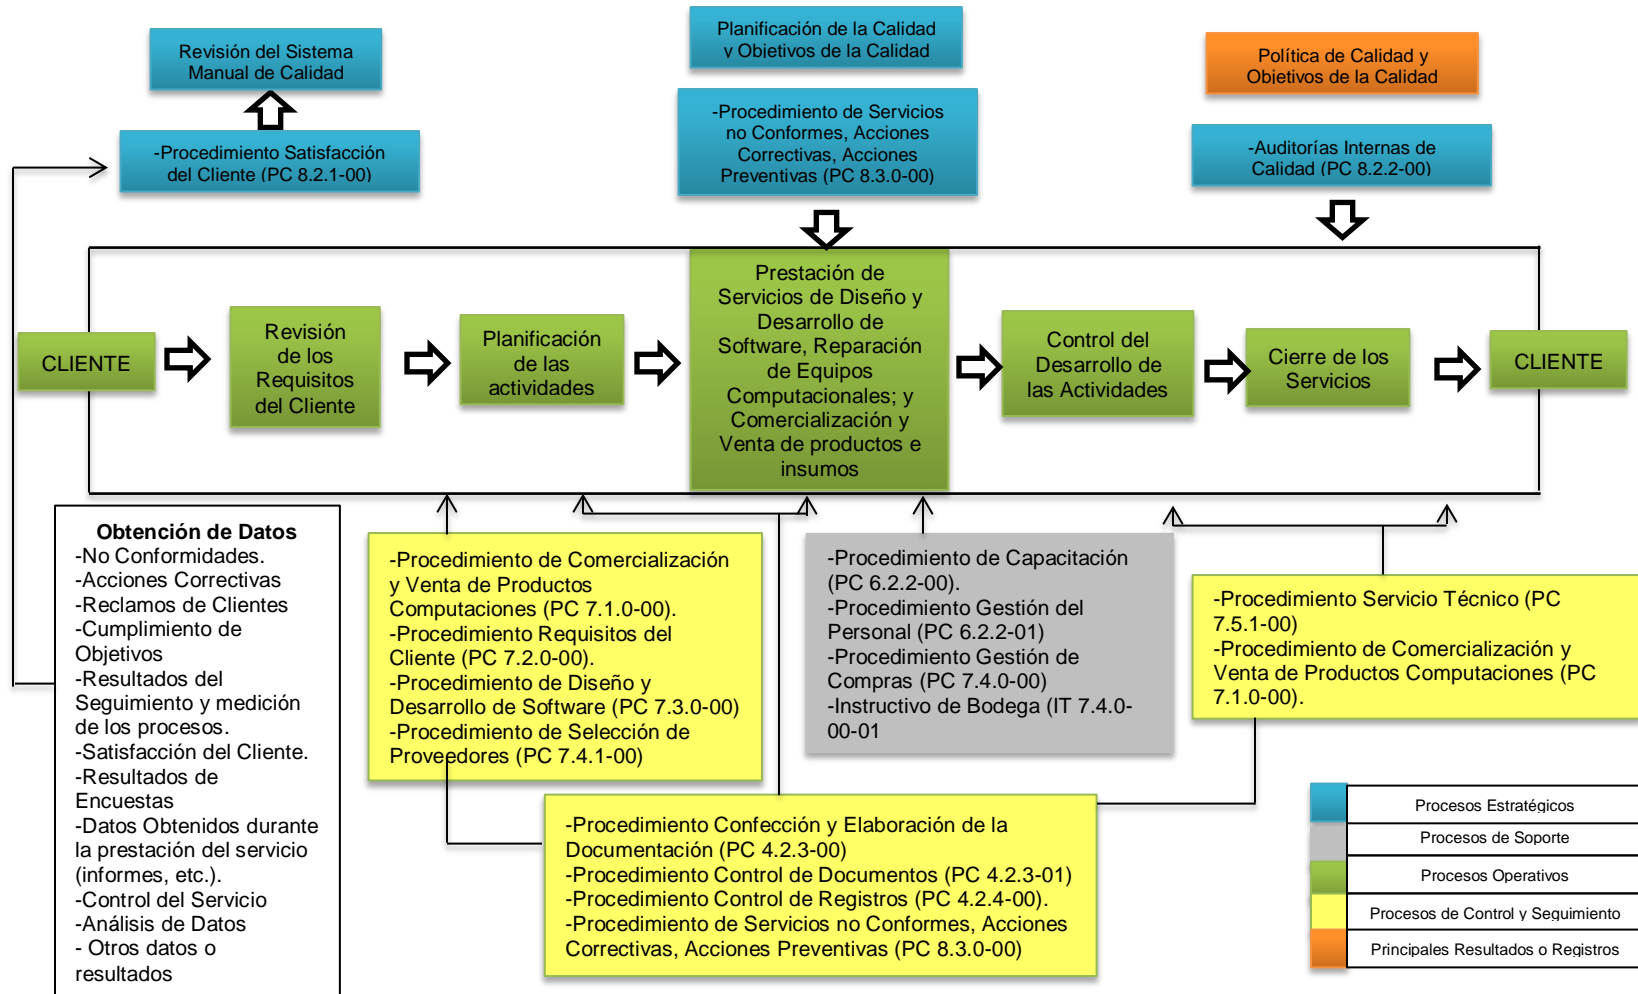 Revisión del Sistema
Manual de Calidad
Planificación de la Calidad
y Objetivos de la Calidad
Política de Calidad y
Objetivos de la Calidad
-Procedimiento Satisfacción
del Cliente (PC 8.2.1-00)
-Procedimiento de Servicios
no Conformes, Acciones
Correctivas, Acciones
Preventivas (PC 8.3.0-00)
-Auditorías Internas de
Calidad (PC 8.2.2-00)
CLIENTE
Revisión
de los
Requisitos
del Cliente
Planificación
de las
actividades
Prestación de
Servicios de Diseño y
Desarrollo de
Software, Reparación
de Equipos
Computacionales; y
Comercialización y
Venta de productos e
insumos
Control del
Desarrollo de
las Actividades
Cierre de los
Servicios
CLIENTE
Obtención de Datos
-No Conformidades.
-Acciones Correctivas
-Reclamos de Clientes
-Cumplimiento de
Objetivos
-Resultados del
Seguimiento y medición
de los procesos.
-Satisfacción del Cliente.
-Resultados de
Encuestas
-Datos Obtenidos durante
la prestación del servicio
(informes, etc.).
-Control del Servicio
-Análisis de Datos
- Otros datos o
resultados
-Procedimiento de Comercialización
y Venta de Productos
Computaciones (PC 7.1.0-00).
-Procedimiento Requisitos del
Cliente (PC 7.2.0-00).
-Procedimiento de Diseño y
Desarrollo de Software (PC 7.3.0-00)
-Procedimiento de Selección de
Proveedores (PC 7.4.1-00)
-Procedimiento de Capacitación
(PC 6.2.2-00).
-Procedimiento Gestión del
Personal (PC 6.2.2-01)
-Procedimiento Gestión de
Compras (PC 7.4.0-00)
-Instructivo de Bodega (IT 7.4.0-
00-01
-Procedimiento Servicio Técnico (PC
7.5.1-00)
-Procedimiento de Comercialización y
Venta de Productos Computaciones (PC
7.1.0-00).
-Procedimiento Confección y Elaboración de la
Documentación (PC 4.2.3-00)
-Procedimiento Control de Documentos (PC 4.2.3-01)
-Procedimiento Control de Registros (PC 4.2.4-00).
-Procedimiento de Servicios no Conformes, Acciones
Correctivas, Acciones Preventivas (PC 8.3.0-00)
Procesos Estratégicos
Procesos de Soporte
Procesos Operativos
Procesos de Control y Seguimiento
Principales Resultados o Registros